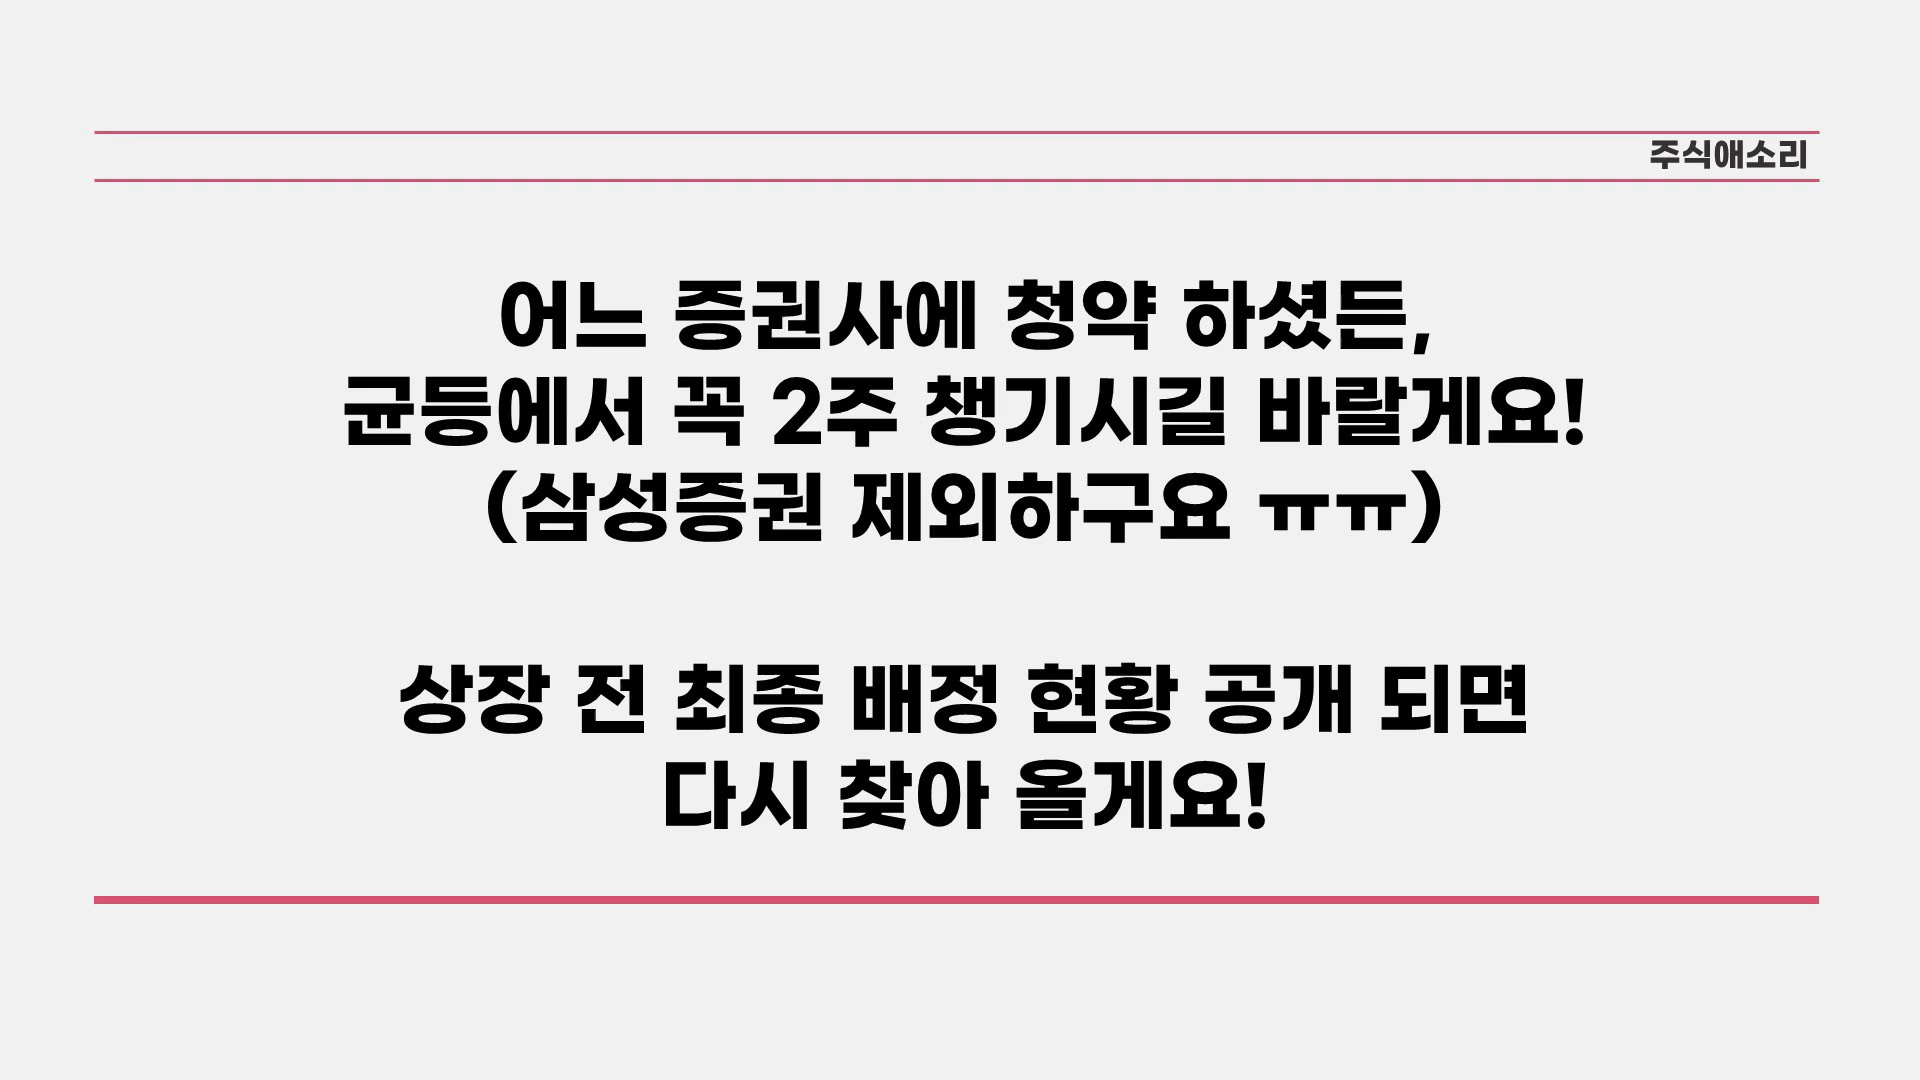 주식애소리
어느 증권사에 청약 하셨든,
균등에서 꼭 2주 챙기시길 바랄게요!
(삼성증권 제외하구요 ㅠㅠ)
상장 전 최종 배정 현황 공개 되면
다시 찾아 올게요!